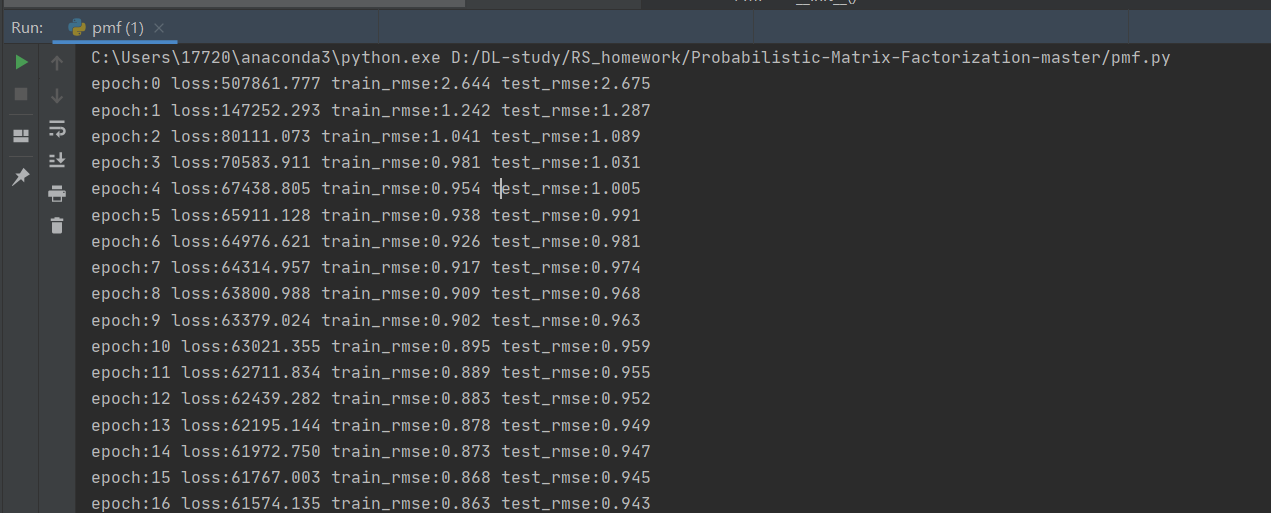 Run: pmf (1)
C:\Users\17720\anaconda3\python.exe D:/DL-study/RS_homework/Probabilistic-Matrix-Factorization-master/pmf.py
epoch:0 loss:507861.777 train_rmse:2.644 test_rmse:2.675
epoch:1 loss:147252.293 train_rmse:1.242 test_rmse:1.287
epoch:2 loss:80111.073 train_rmse:1.041 test_rmse:1.089
epoch:3 loss:70583.911 train_rmse:0.981 test_rmse:1.031
epoch:4 loss:67438.805 train_rmse:0.954 test_rmse:1.005
epoch:5 loss:65911.128 train_rmse:0.938 test_rmse:0.991
epoch:6 loss:64976.621 train_rmse:0.926 test_rmse:0.981
epoch:7 loss:64314.957 train_rmse:0.917 test_rmse:0.974
epoch:8 loss:63800.988 train_rmse:0.909 test_rmse:0.968
epoch:9 loss:63379.024 train_rmse:0.902 test_rmse:0.963
epoch:10 loss:63021.355 train_rmse:0.895 test_rmse:0.959
epoch:11 loss:62711.834 train_rmse:0.889 test_rmse:0.955
epoch:12 loss:62439.282 train_rmse:0.883 test_rmse:0.952
epoch:13 loss:62195.144 train_rmse:0.878 test_rmse:0.949
epoch:14 loss:61972.750 train_rmse:0.873 test_rmse:0.947
epoch:15 loss:61767.003 train_rmse:0.868 test_rmse:0.945
epoch:16 loss:61574.135 train_rmse:0.863 test_rmse:0.943